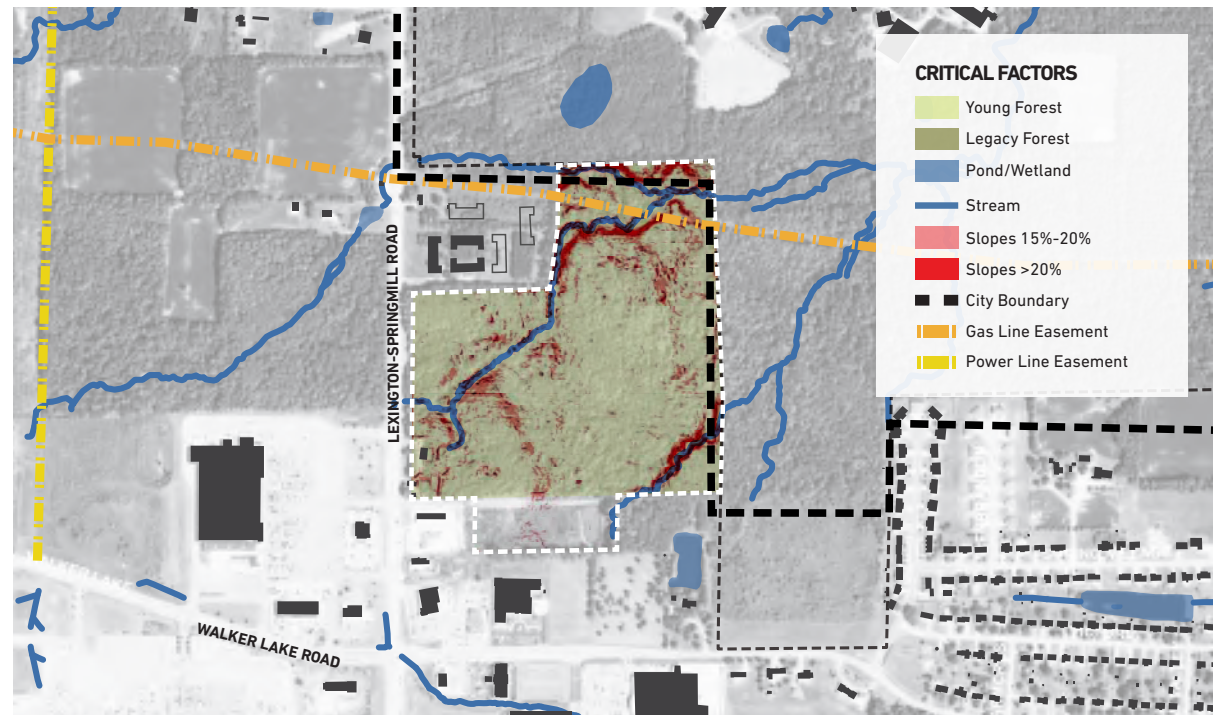 CRITICAL FACTORS
Young Forest
Legacy Forest
Pond/Wetland
Stream
Slopes 15%-20%
Slopes >20%
City Boundary
Gas Line Easement
Power Line Easement
LEXINGTON-SPRINGMILL ROAD
WALKER LAKE ROAD